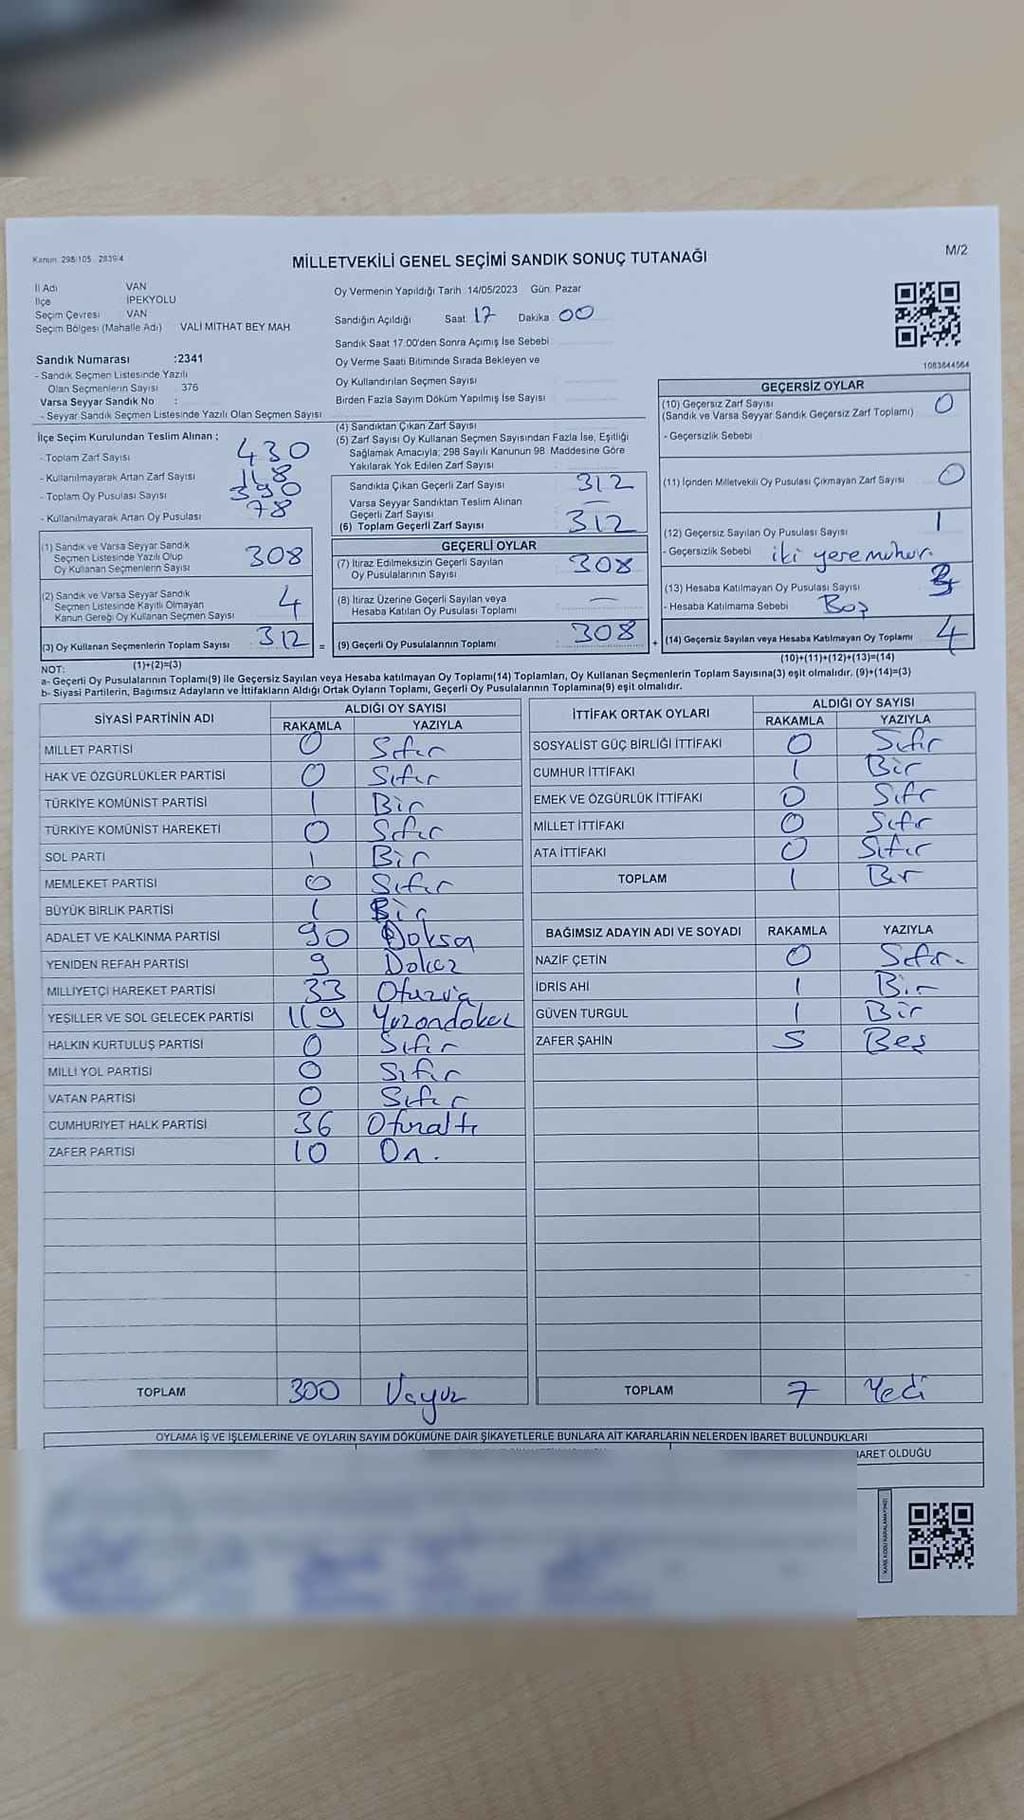 Kanun: 298/105 - 2839/4
MİLLETVEKİLİ GENEL SEÇİMİ SANDIK SONUÇ TUTANAĞI
M/2
İl Adı VAN
İlçe İPEKYOLU
Seçim Çevresi VAN
Seçim Bölgesi (Mahalle Adı) VALİ MİTHAT BEY MAH
Sandık Numarası :2341
- Sandık Seçmen Listesinde Yazılı
Olan Seçmenlerin Sayısı : 376
Varsa Seyyar Sandık No :
- Seyyar Sandık Seçmen Listesinde Yazılı Olan Seçmen Sayısı :
Oy Vermenin Yapıldığı Tarih :14/05/2023 Gün: Pazar
Sandığın Açıldığı Saat 17 Dakika 00
Sandık Saat 17:00'den Sonra Açımış İse Sebebi
Oy Verme Saati Bitiminde Sırada Bekleyen ve
Oy Kullandırılan Seçmen Sayısı
Birden Fazla Sayım Döküm Yapılmış İse Sayısı
1083644564
İlçe Seçim Kurulundan Teslim Alınan :
- Toplam Zarf Sayısı 430
- Kullanılmayarak Artan Zarf Sayısı 118
- Toplam Oy Pusulası Sayısı 390
- Kullanılmayarak Artan Oy Pusulası 78
(1) Sandık ve Varsa Seyyar Sandık
Seçmen Listesinde Yazılı Olup
Oy Kullanan Seçmenlerin Sayısı 308
(2) Sandık ve Varsa Seyyar Sandık
Seçmen Listesinde Kayıtlı Olmayan
Kanun Gereği Oy Kullanan Seçmen Sayısı 4
(3) Oy Kullanan Seçmenlerin Toplam Sayısı 312 =
(1)+(2)=(3)
(4) Sandıktan Çıkan Zarf Sayısı
(5) Zarf Sayısı Oy Kullanan Seçmen Sayısından Fazla İse, Eşitliği
Sağlamak Amacıyla; 298 Sayılı Kanunun 98. Maddesine Göre
Yakılarak Yok Edilen Zarf Sayısı
Sandıkta Çıkan Geçerli Zarf Sayısı 312
Varsa Seyyar Sandıktan Teslim Alınan
Geçerli Zarf Sayısı —
(6) Toplam Geçerli Zarf Sayısı 312
GEÇERLİ OYLAR
(7) İtiraz Edilmeksizin Geçerli Sayılan
Oy Pusulalarının Sayısı 308
(8) İtiraz Üzerine Geçerli Sayılan veya
Hesaba Katılan Oy Pusulası Toplamı —
(9) Geçerli Oy Pusulalarının Toplamı 308 +
GEÇERSİZ OYLAR
(10) Geçersiz Zarf Sayısı 0
(Sandık ve Varsa Seyyar Sandık Geçersiz Zarf Toplamı)
- Geçersizlik Sebebi
(11) İçinden Milletvekili Oy Pusulası Çıkmayan Zarf Sayısı 0
(12) Geçersiz Sayılan Oy Pusulası Sayısı 1
- Geçersizlik Sebebi iki yere mühür.
(13) Hesaba Katılmayan Oy Pusulası Sayısı 3
- Hesaba Katılmama Sebebi Boş
(14) Geçersiz Sayılan veya Hesaba Katılmayan Oy Toplamı 4
(10)+(11)+(12)+(13)=(14)
NOT:
a- Geçerli Oy Pusulalarının Toplamı(9) ile Geçersiz Sayılan veya Hesaba katılmayan Oy Toplamı(14) Toplamları, Oy Kullanan Seçmenlerin Toplam Sayısına(3) eşit olmalıdır. (9)+(14)=(3)
b- Siyasi Partilerin, Bağımsız Adayların ve İttifakların Aldığı Ortak Oyların Toplamı, Geçerli Oy Pusulalarının Toplamına(9) eşit olmalıdır.
SİYASİ PARTİNİN ADI ALDIĞI OY SAYISI
RAKAMLA YAZIYLA
MİLLET PARTİSİ 0 Sıfır
HAK VE ÖZGÜRLÜKLER PARTİSİ 0 Sıfır
TÜRKİYE KOMÜNİST PARTİSİ 1 Bir
TÜRKİYE KOMÜNİST HAREKETİ 0 Sıfır
SOL PARTİ 1 Bir
MEMLEKET PARTİSİ 0 Sıfır
BÜYÜK BİRLİK PARTİSİ 1 Bir
ADALET VE KALKINMA PARTİSİ 90 Doksa
YENİDEN REFAH PARTİSİ 9 Dokuz
MİLLİYETÇİ HAREKET PARTİSİ 33
YEŞİLLER VE SOL GELECEK PARTİSİ 119 Yüzondokuz
HALKIN KURTULUŞ PARTİSİ 0 Sıfır
MİLLİ YOL PARTİSİ 0 Sıfır
VATAN PARTİSİ 0 Sıfır
CUMHURİYET HALK PARTİSİ 36 Otuzaltı
ZAFER PARTİSİ 10 On.
TOPLAM 300 Üçyüz
İTTİFAK ORTAK OYLARI ALDIĞI OY SAYISI
RAKAMLA YAZIYLA
SOSYALİST GÜÇ BİRLİĞİ İTTİFAKI 0 Sıfır
CUMHUR İTTİFAKI 1 Bir
EMEK VE ÖZGÜRLÜK İTTİFAKI 0 Sıfır
MİLLET İTTİFAKI 0 Sıfır
ATA İTTİFAKI 0 Sıfır
TOPLAM 1 Bir
BAĞIMSIZ ADAYIN ADI VE SOYADI RAKAMLA YAZIYLA
NAZİF ÇETİN 0 Sıfır.
İDRİS AHİ 1 Bir
GÜVEN TURGUL 1 Bir
ZAFER ŞAHİN 5 Beş
TOPLAM 7 Yedi
OYLAMA İŞ VE İŞLEMLERİNE VE OYLARIN SAYIM DÖKÜMÜNE DAİR ŞİKAYETLERLE BUNLARA AİT KARARLARIN NELERDEN İBARET BULUNDUKLARI
BARET OLDUĞU